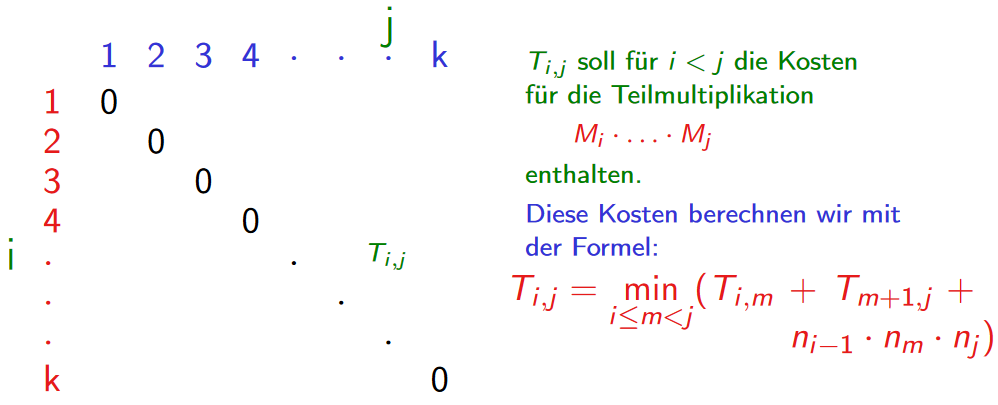 j
1 2 3 4 · · · k
1 0
2 0
3 0
4 0
i · · T_{i,j}
· ·
· ·
k 0
T_{i,j} soll für i < j die Kosten
für die Teilmultiplikation
M_i · … · M_j
enthalten.
Diese Kosten berechnen wir mit
der Formel:
T_{i,j} = min_{i≤m<j} ( T_{i,m} + T_{m+1,j} +
n_{i−1} · n_m · n_j )